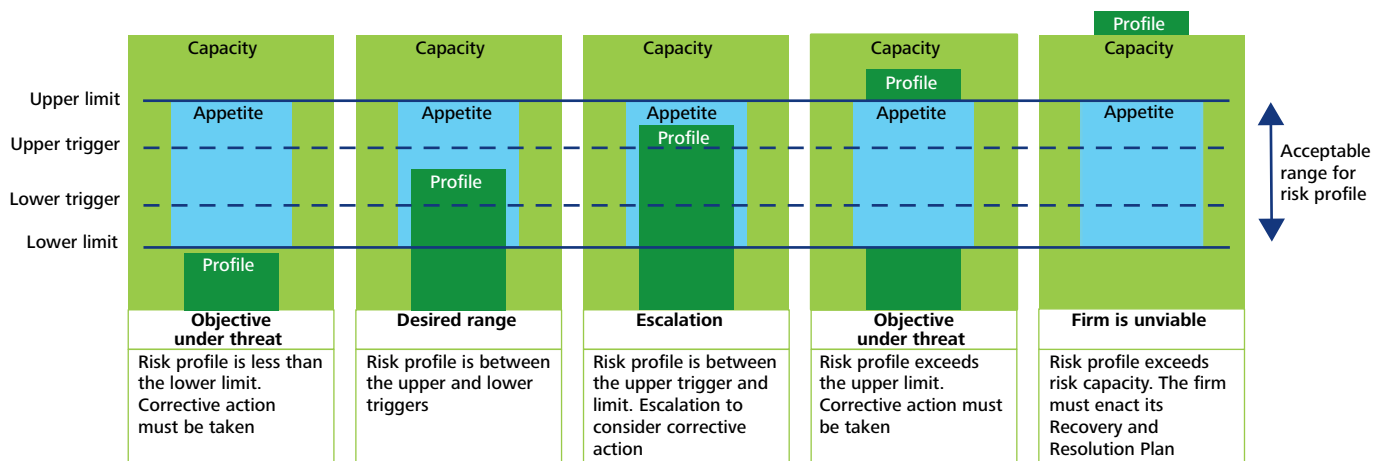 Profile
Capacity
Capacity
Capacity
Capacity
Capacity
Profile
Upper limit
Appetite
Appetite
Appetite
Appetite
Appetite
Upper trigger
Profile
Acceptable
range for
risk profile
Profile
Lower trigger
Lower limit
Profile
Objective
under threat
Risk profile is less than
the lower limit.
Corrective action
must be taken
Desired range
Risk profile is between
the upper and lower
triggers
Escalation
Risk profile is between
the upper trigger and
limit. Escalation to
consider corrective
action
Objective
under threat
Risk profile exceeds
the upper limit.
Corrective action must
be taken
Firm is unviable
Risk profile exceeds
risk capacity. The firm
must enact its
Recovery and
Resolution Plan